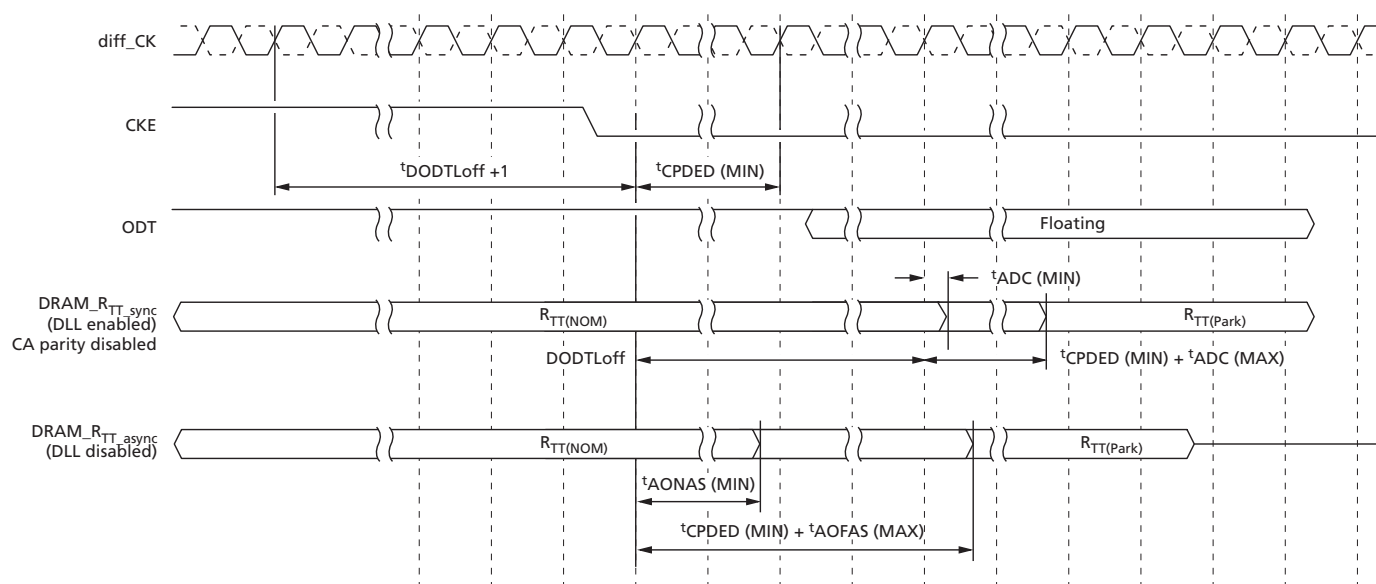 diff_CK
CKE
tDODTLoff +1
tCPDED (MIN)
ODT
Floating
tADC (MIN)
DRAM_RTT_sync
(DLL enabled)
CA parity disabled
RTT(NOM)
RTT(Park)
DODTLoff
tCPDED (MIN) + tADC (MAX)
DRAM_RTT_async
(DLL disabled)
RTT(NOM)
RTT(Park)
tAONAS (MIN)
tCPDED (MIN) + tAOFAS (MAX)